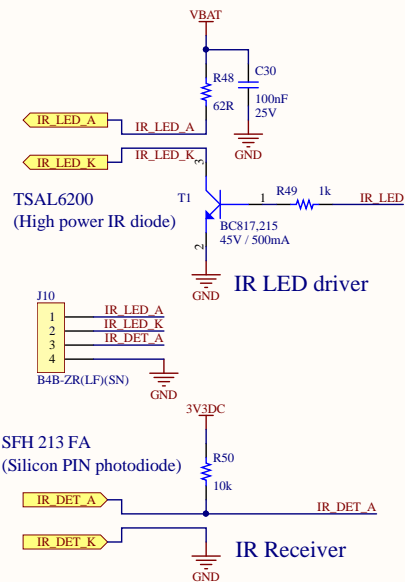 VBAT
R48
62R
C30
100nF
25V
GND
IR_LED_A
IR_LED_A
IR_LED_K
IR_LED_K
3
TSAL6200
(High power IR diode)
T1
1
R49
1k
IR_LED
BC817,215
45V / 500mA
2
GND
IR LED driver
J10
1
IR_LED_A
2
IR_LED_K
3
IR_DET_A
4
B4B-ZR(LF)(SN)
GND
3V3DC
SFH 213 FA
(Silicon PIN photodiode)
R50
10k
IR_DET_A
IR_DET_A
IR_DET_K
GND
IR Receiver